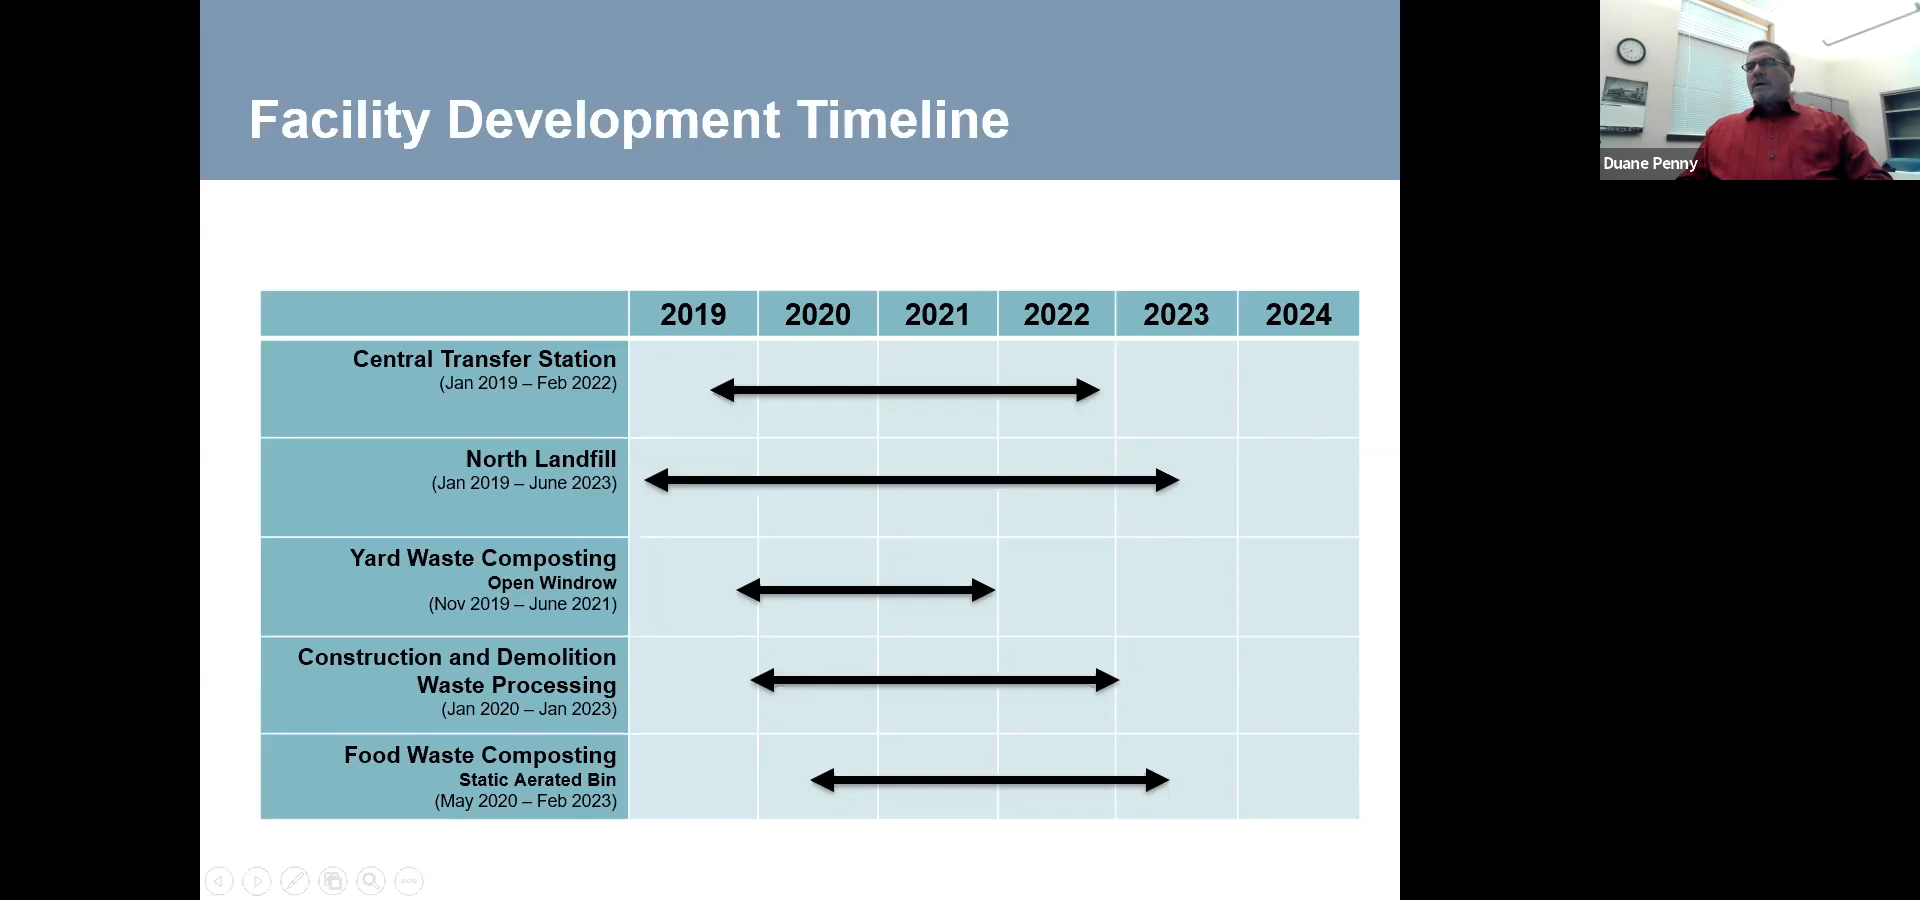 Facility Development Timeline
Duane Penny
2019 2020 2021 2022 2023 2024
Central Transfer Station
(Jan 2019 – Feb 2022)
North Landfill
(Jan 2019 – June 2023)
Yard Waste Composting
Open Windrow
(Nov 2019 – June 2021)
Construction and Demolition
Waste Processing
(Jan 2020 – Jan 2023)
Food Waste Composting
Static Aerated Bin
(May 2020 – Feb 2023)